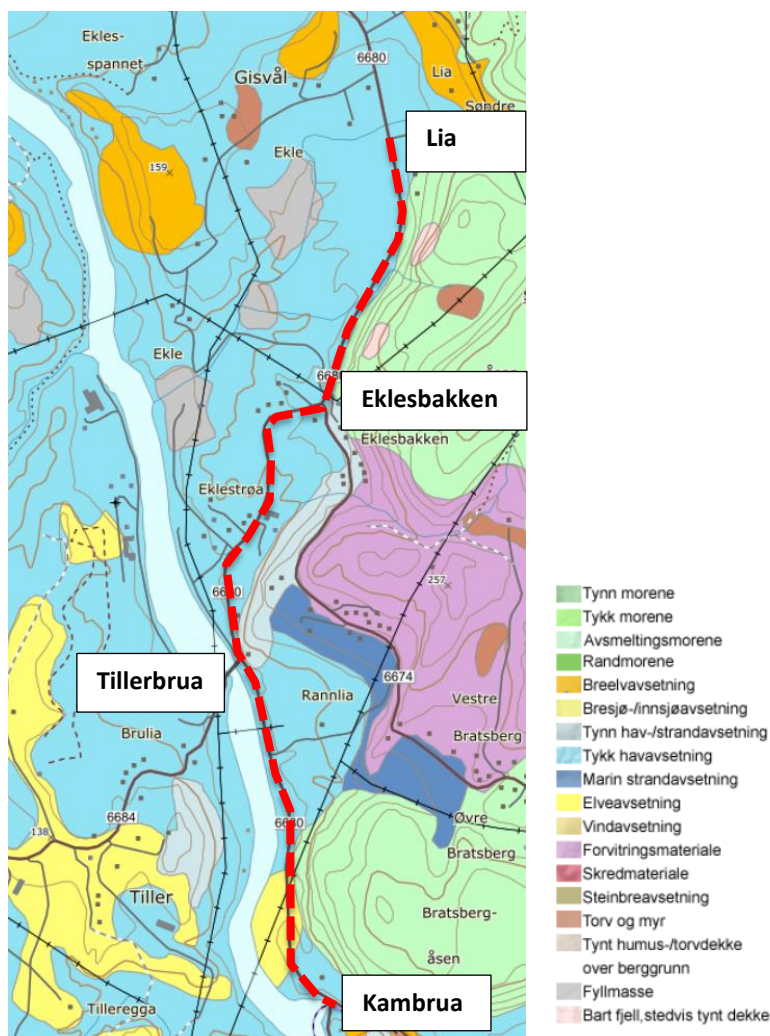 Ekles-
spannet
Gisvål
6680
Lia
Søndre
Lia
Ekle
159
Ekle
Eklesbakken
Eklesbakken
Eklestrøa
257
Tillerbrua
6674
Rannlia
Vestre
Bratsberg
Brulia
6684
138
Øvre
Bratsberg
Tiller
Bratsberg-
åsen
Tilleregga
Kambrua
Tynn morene
Tykk morene
Avsmeltingsmorene
Randmorene
Breelvavsetning
Bresjø-/innsjøavsetning
Tynn hav-/strandavsetning
Tykk havavsetning
Marin strandavsetning
Elveavsetning
Vindavsetning
Forvitringsmateriale
Skredmateriale
Steinbreavsetning
Torv og myr
Tynt humus-/torvdekke
over berggrunn
Fyllmasse
Bart fjell,stedvis tynt dekke